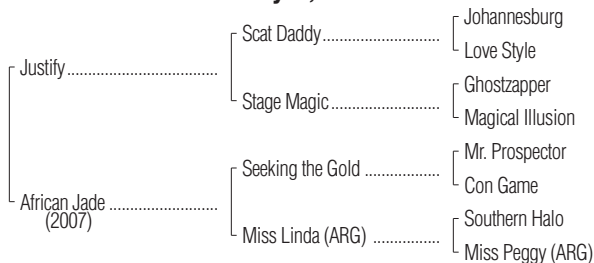 Johannesburg
Scat Daddy
Love Style
Justify
Ghostzapper
Stage Magic
Magical Illusion
Mr. Prospector
Seeking the Gold
Con Game
African Jade
(2007)
Southern Halo
Miss Linda (ARG)
Miss Peggy (ARG)